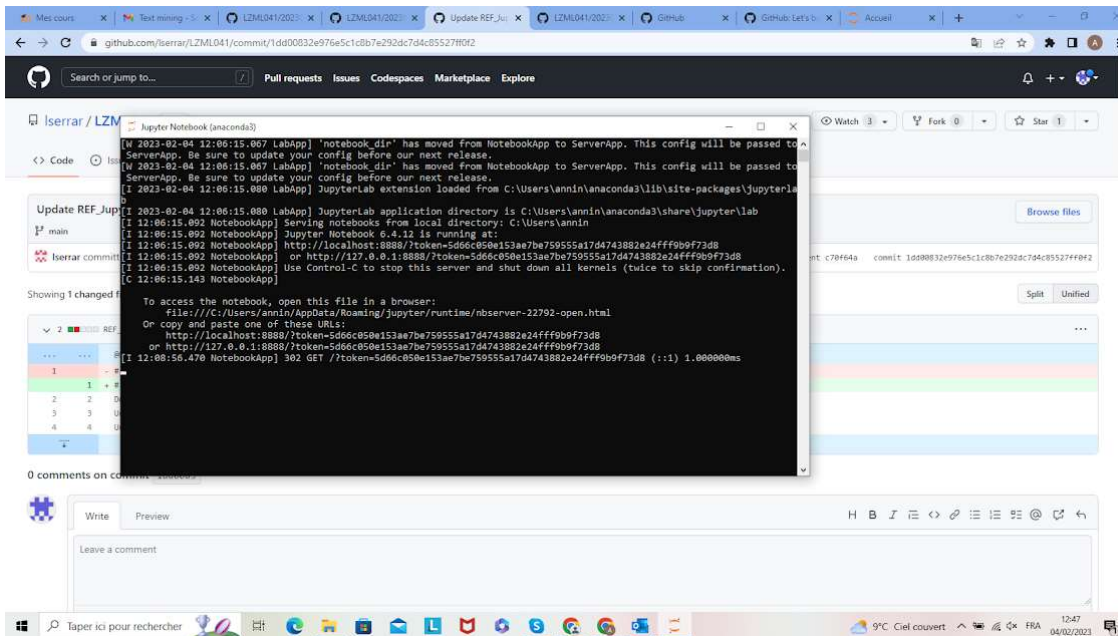 Mes cours
Text mining - S
LZML041/2023
LZML041/2023
Update REF_Ju
LZML041/2023
GitHub
GitHub: Let's b
Accueil
github.com/lserrar/LZML041/commit/1dd00832e976e5c1c8b7e292dc7d4c85527ff0f2
Search or jump to...
Pull requests Issues Codespaces Marketplace Explore
lserrar / LZM
Watch 3
Fork 0
Star 1
Jupyter Notebook (anaconda3)
[W 2023-02-04 12:06:15.067 LabApp] 'notebook_dir' has moved from NotebookApp to ServerApp. This config will be passed to
ServerApp. Be sure to update your config before our next release.
[W 2023-02-04 12:06:15.067 LabApp] 'notebook_dir' has moved from NotebookApp to ServerApp. This config will be passed to
ServerApp. Be sure to update your config before our next release.
[I 2023-02-04 12:06:15.080 LabApp] JupyterLab extension loaded from C:\Users\annin\anaconda3\lib\site-packages\jupyterla
b
[I 2023-02-04 12:06:15.080 LabApp] JupyterLab application directory is C:\Users\annin\anaconda3\share\jupyter\lab
[I 12:06:15.092 NotebookApp] Serving notebooks from local directory: C:\Users\annin
[I 12:06:15.092 NotebookApp] Jupyter Notebook 6.4.12 is running at:
[I 12:06:15.092 NotebookApp] http://localhost:8888/?token=5d66c050e153ae7be759555a17d4743882e24fff9b9f73d8
[I 12:06:15.092 NotebookApp]  or http://127.0.0.1:8888/?token=5d66c050e153ae7be759555a17d4743882e24fff9b9f73d8
[I 12:06:15.092 NotebookApp] Use Control-C to stop this server and shut down all kernels (twice to skip confirmation).
[C 12:06:15.143 NotebookApp]
To access the notebook, open this file in a browser:
file:///C:/Users/annin/AppData/Roaming/jupyter/runtime/nbserver-22792-open.html
Or copy and paste one of these URLs:
http://localhost:8888/?token=5d66c050e153ae7be759555a17d4743882e24fff9b9f73d8
or http://127.0.0.1:8888/?token=5d66c050e153ae7be759555a17d4743882e24fff9b9f73d8
[I 12:08:56.470 NotebookApp] 302 GET /?token=5d66c050e153ae7be759555a17d4743882e24fff9b9f73d8 (::1) 1.000000ms
Code
Iss
Update REF_Jup
main
Browse files
lserrar committ
nt c70f64a commit 1dd00832e976e5c1c8b7e292dc7d4c85527ff0f2
Showing 1 changed f
Split Unified
2 REF_
1 - #
1 + #
2 2
3 3
4 4
0 comments on
Write Preview
Leave a comment
Taper ici pour rechercher
9°C Ciel couvert
FRA
12:47
04/02/2023